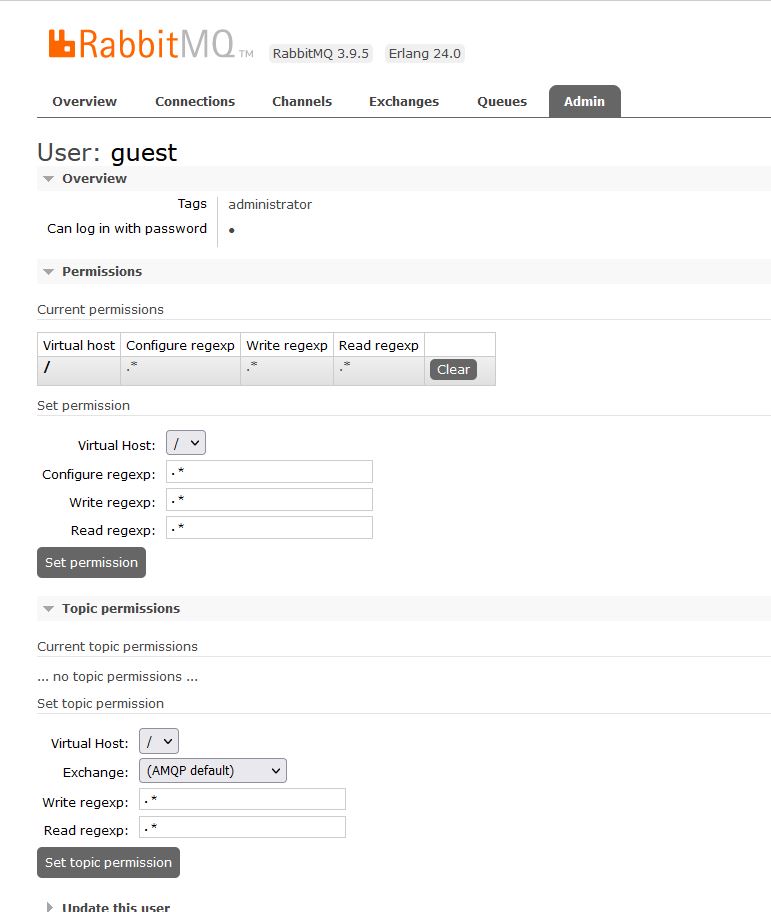 RabbitMQ TM RabbitMQ 3.9.5 Erlang 24.0
Overview Connections Channels Exchanges Queues Admin
User: guest
Overview
Tags administrator
Can log in with password •
Permissions
Current permissions
Virtual host Configure regexp Write regexp Read regexp
/ .* .* .* Clear
Set permission
Virtual Host: /
Configure regexp: .*
Write regexp: .*
Read regexp: .*
Set permission
Topic permissions
Current topic permissions
... no topic permissions ...
Set topic permission
Virtual Host: /
Exchange: (AMQP default)
Write regexp: .*
Read regexp: .*
Set topic permission
Update this user